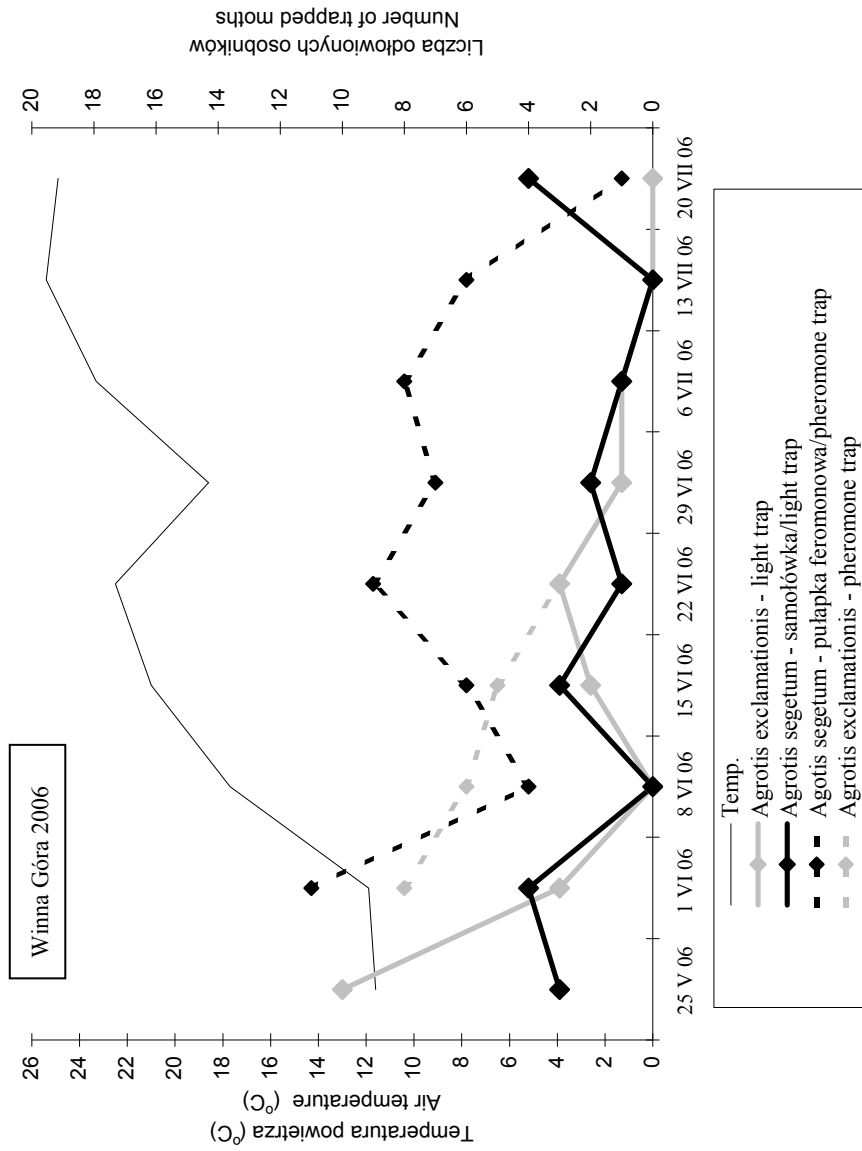 Winna Góra 2006
Temperatura powietrza (°C)
Air temperature (°C)
26
24
22
20
18
16
14
12
10
8
6
4
2
0
Liczba odłowionych osobników
Number of trapped moths
20
18
16
14
12
10
8
6
4
2
0
25 V 06
1 VI 06
8 VI 06
15 VI 06
22 VI 06
29 VI 06
6 VII 06
13 VII 06
20 VII 06
Temp.
Agrotis exclamationis - light trap
Agrotis segetum - samołówka/light trap
Agotis segetum - pułapka feromonowa/pheromone trap
Agrotis exclamationis - pheromone trap